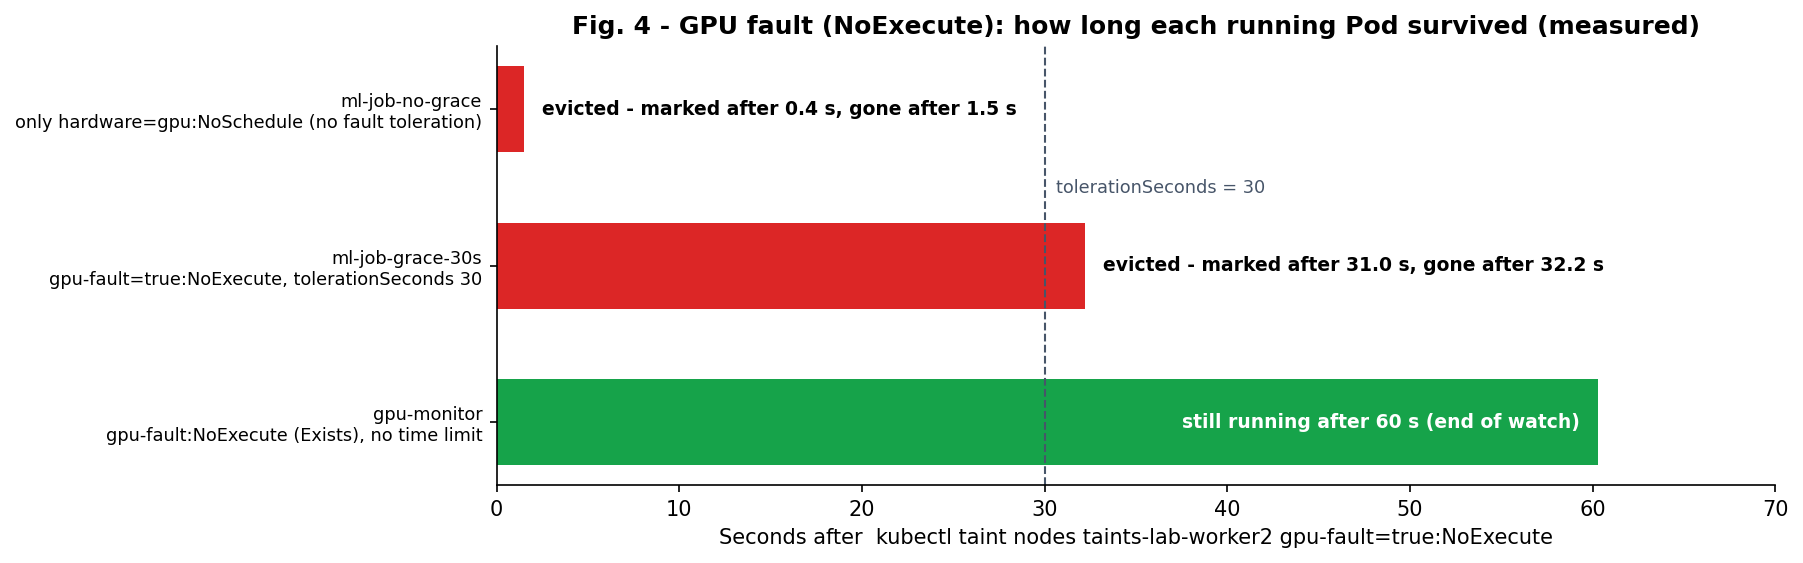 Fig. 4 - GPU fault (NoExecute): how long each running Pod survived (measured)
ml-job-no-grace
only hardware=gpu:NoSchedule (no fault toleration)
evicted - marked after 0.4 s, gone after 1.5 s
tolerationSeconds = 30
ml-job-grace-30s
gpu-fault=true:NoExecute, tolerationSeconds 30
evicted - marked after 31.0 s, gone after 32.2 s
gpu-monitor
gpu-fault:NoExecute (Exists), no time limit
still running after 60 s (end of watch)
0 10 20 30 40 50 60 70
Seconds after  kubectl taint nodes taints-lab-worker2 gpu-fault=true:NoExecute